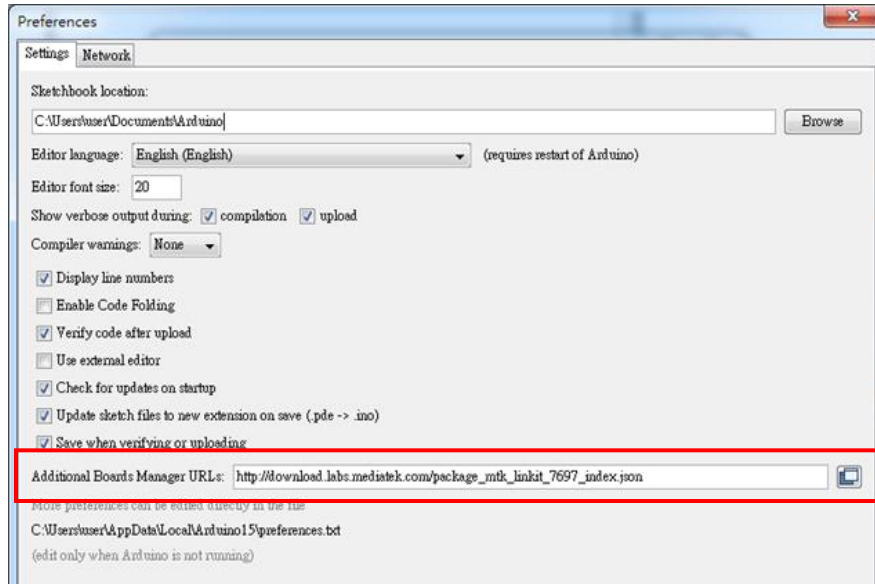 Preferences
Settings Network
Sketchbook location:
C:\Users\user\Documents\Arduino Browse
Editor language: English (English) (requires restart of Arduino)
Editor font size: 20
Show verbose output during: compilation upload
Compiler warnings: None
Display line numbers
Enable Code Folding
Verify code after upload
Use external editor
Check for updates on startup
Update sketch files to new extension on save (.pde -> .ino)
Save when verifying or uploading
Additional Boards Manager URLs: http://download.labs.mediatek.com/package_mtk_linkit_7697_index.json
More preferences can be edited directly in the file
C:\Users\user\AppData\Local\Arduino15\preferences.txt
(edit only when Arduino is not running)